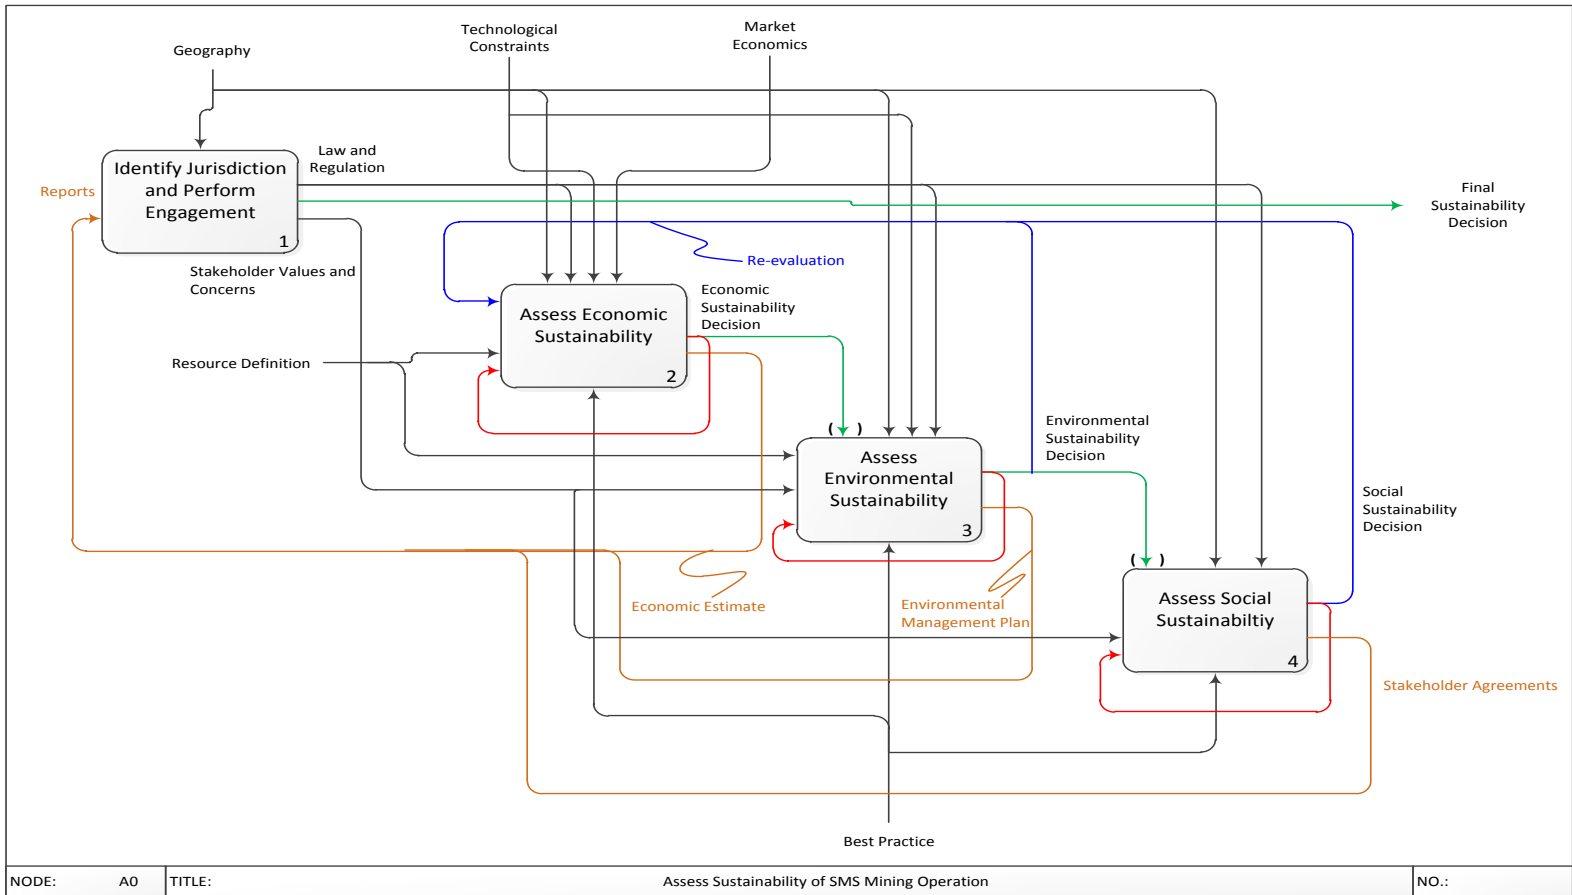 Technological
Constraints
Market
Economics
Geography
Identify Jurisdiction
and Perform
Engagement
1
Law and
Regulation
Reports
Final
Sustainability
Decision
Stakeholder Values and
Concerns
Re-evaluation
Economic
Sustainability
Decision
Assess Economic
Sustainability
2
Resource Definition
( )
Assess
Environmental
Sustainability
3
Environmental
Sustainability
Decision
Social
Sustainability
Decision
( )
Assess Social
Sustainabiltiy
4
Economic Estimate
Environmental
Management Plan
Stakeholder Agreements
Best Practice
NODE: A0 TITLE: Assess Sustainability of SMS Mining Operation NO.: